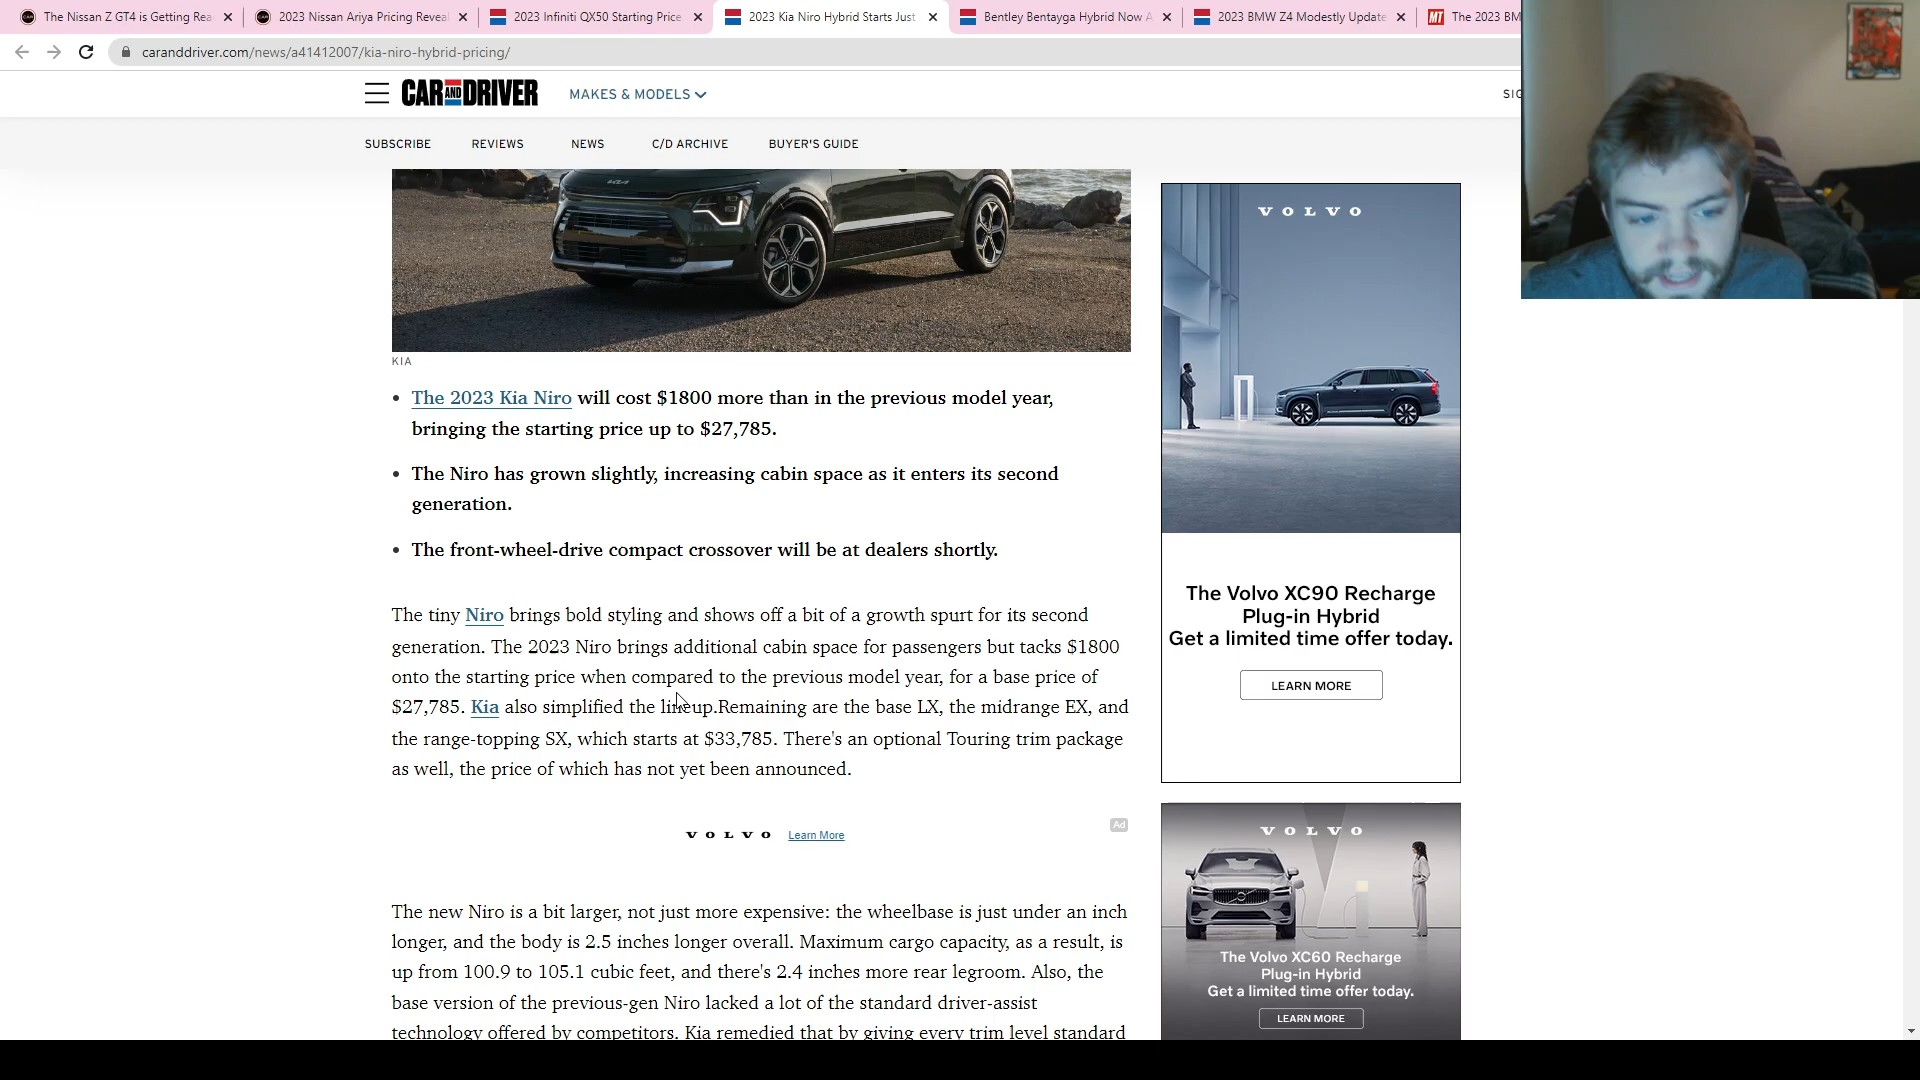 The Nissan Z GT4 is Getting Rea
2023 Nissan Ariya Pricing Reveal
2023 Infiniti QX50 Starting Price
2023 Kia Niro Hybrid Starts Just
Bentley Bentayga Hybrid Now A
2023 BMW Z4 Modestly Update
MT The 2023 BM
caranddriver.com/news/a41412007/kia-niro-hybrid-pricing/
CAR AND DRIVER
MAKES & MODELS
SIG
SUBSCRIBE REVIEWS NEWS C/D ARCHIVE BUYER'S GUIDE
KIA
• The 2023 Kia Niro will cost $1800 more than in the previous model year,
bringing the starting price up to $27,785.
• The Niro has grown slightly, increasing cabin space as it enters its second
generation.
• The front-wheel-drive compact crossover will be at dealers shortly.
The tiny Niro brings bold styling and shows off a bit of a growth spurt for its second
generation. The 2023 Niro brings additional cabin space for passengers but tacks $1800
onto the starting price when compared to the previous model year, for a base price of
$27,785. Kia also simplified the lineup.Remaining are the base LX, the midrange EX, and
the range-topping SX, which starts at $33,785. There's an optional Touring trim package
as well, the price of which has not yet been announced.
VOLVO Learn More
Ad
The new Niro is a bit larger, not just more expensive: the wheelbase is just under an inch
longer, and the body is 2.5 inches longer overall. Maximum cargo capacity, as a result, is
up from 100.9 to 105.1 cubic feet, and there's 2.4 inches more rear legroom. Also, the
base version of the previous-gen Niro lacked a lot of the standard driver-assist
technology offered by competitors. Kia remedied that by giving every trim level standard
VOLVO
The Volvo XC90 Recharge
Plug-in Hybrid
Get a limited time offer today.
LEARN MORE
VOLVO
The Volvo XC60 Recharge
Plug-in Hybrid
Get a limited time offer today.
LEARN MORE